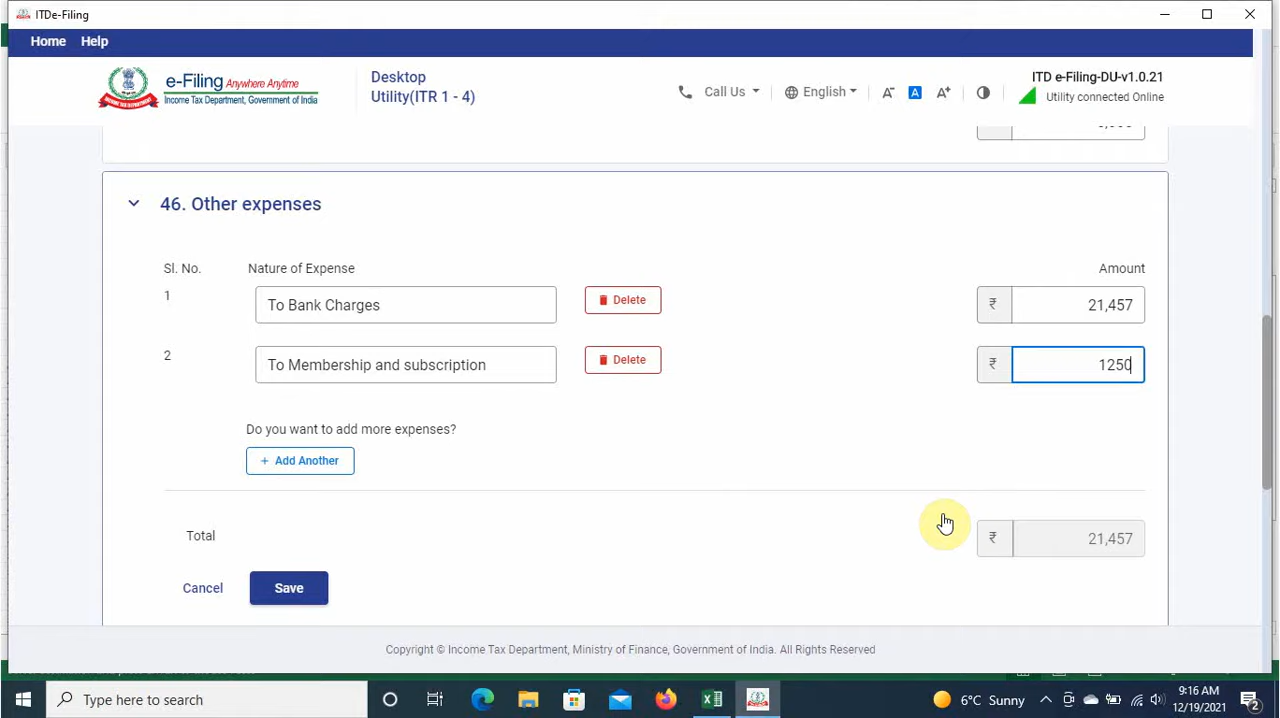 ITDe-Filing
Home Help
e-Filing Anywhere Anytime
Income Tax Department, Government of India
Desktop
Utility(ITR 1 - 4)
Call Us
English
A- A A+
ITD e-Filing-DU-v1.0.21
Utility connected Online
46. Other expenses
Sl. No. Nature of Expense Amount
1 To Bank Charges Delete ₹ 21,457
2 To Membership and subscription Delete ₹ 1250
Do you want to add more expenses?
+ Add Another
Total ₹ 21,457
Cancel Save
Copyright © Income Tax Department, Ministry of Finance, Government of India. All Rights Reserved
Type here to search
6°C Sunny
9:16 AM
12/19/2021
2